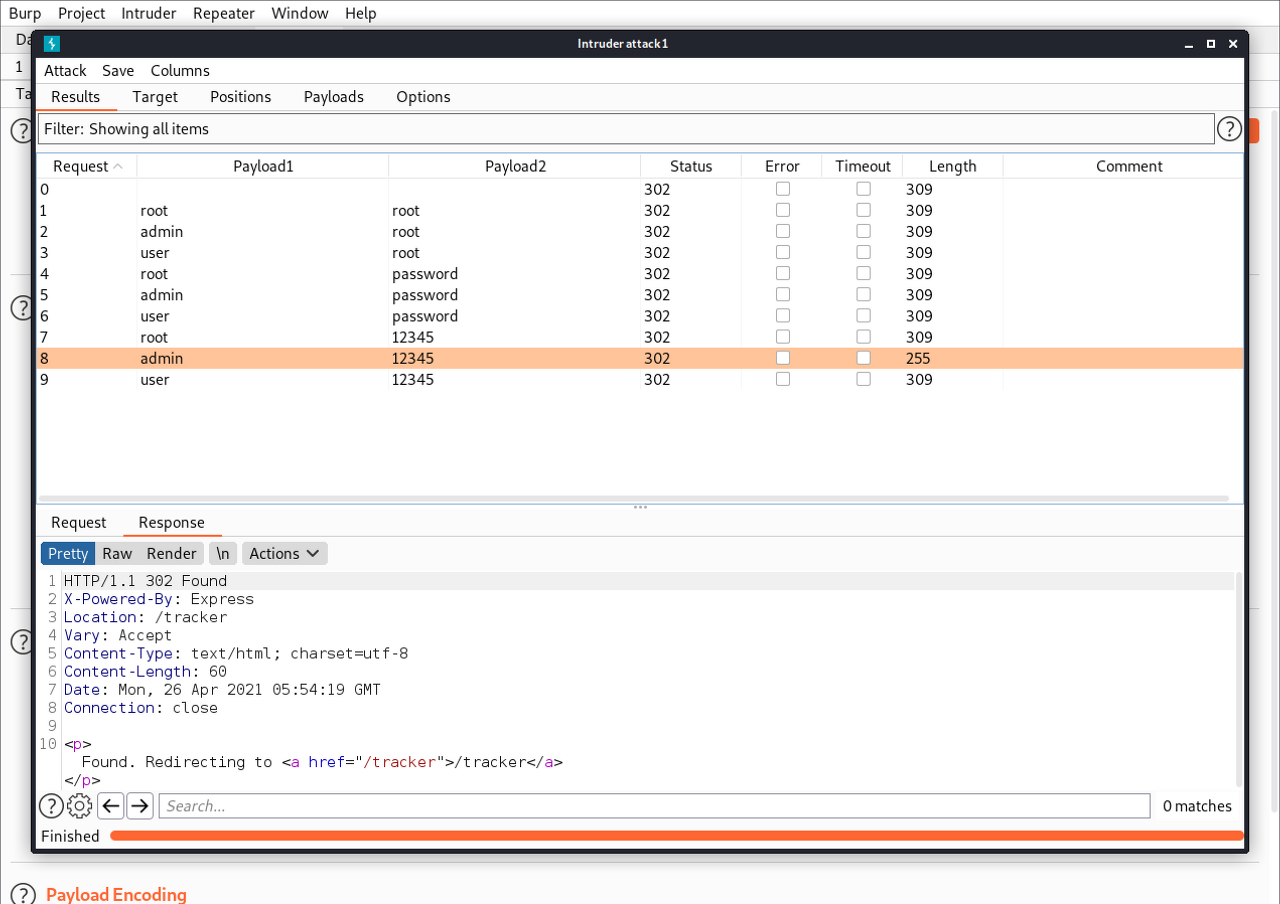 Burp Project Intruder Repeater Window Help
Da
Intruder attack1
1
Attack Save Columns
Ta
Results Target Positions Payloads Options
Filter: Showing all items ?
Request Payload1 Payload2 Status Error Timeout Length Comment
0 302 309
1 root root 302 309
2 admin root 302 309
3 user root 302 309
4 root password 302 309
5 admin password 302 309
6 user password 302 309
7 root 12345 302 309
8 admin 12345 302 255
9 user 12345 302 309
Request Response
Pretty Raw Render \n Actions
1 HTTP/1.1 302 Found
2 X-Powered-By: Express
3 Location: /tracker
4 Vary: Accept
5 Content-Type: text/html; charset=utf-8
6 Content-Length: 60
7 Date: Mon, 26 Apr 2021 05:54:19 GMT
8 Connection: close
9
10 <p>
Found. Redirecting to <a href="/tracker">/tracker</a>
</p>
? Search... 0 matches
Finished
? Payload Encoding